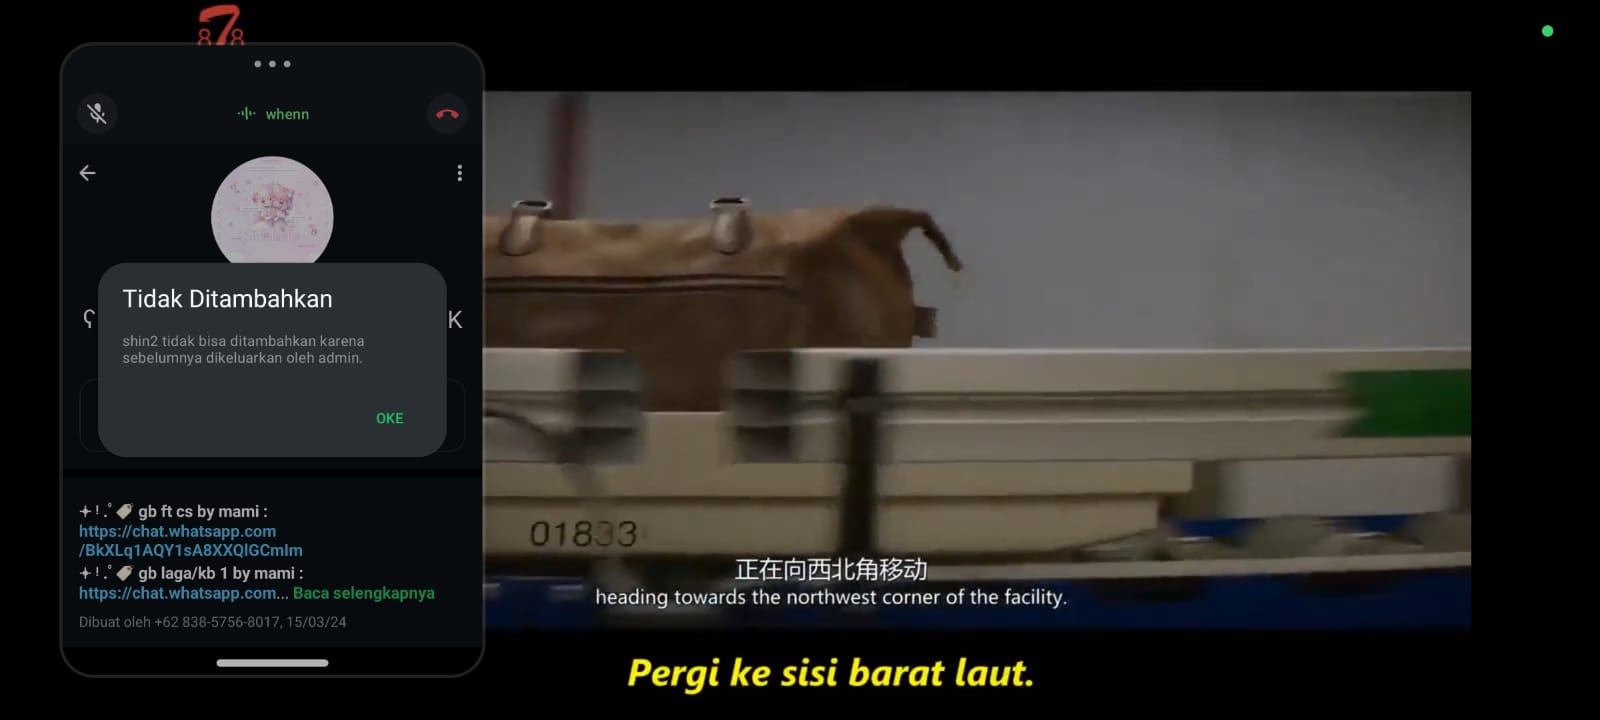 878
whenn
K
Tidak Ditambahkan
shin2 tidak bisa ditambahkan karena
sebelumnya dikeluarkan oleh admin.
OKE
gb ft cs by mami :
https://chat.whatsapp.com
/BkXLq1AQY1sA8XXQlGCmlm
gb laga/kb 1 by mami :
https://chat.whatsapp.com... Baca selengkapnya
Dibuat oleh +62 838-5756-8017, 15/03/24
01833
正在向西北角移动
heading towards the northwest corner of the facility.
Pergi ke sisi barat laut.